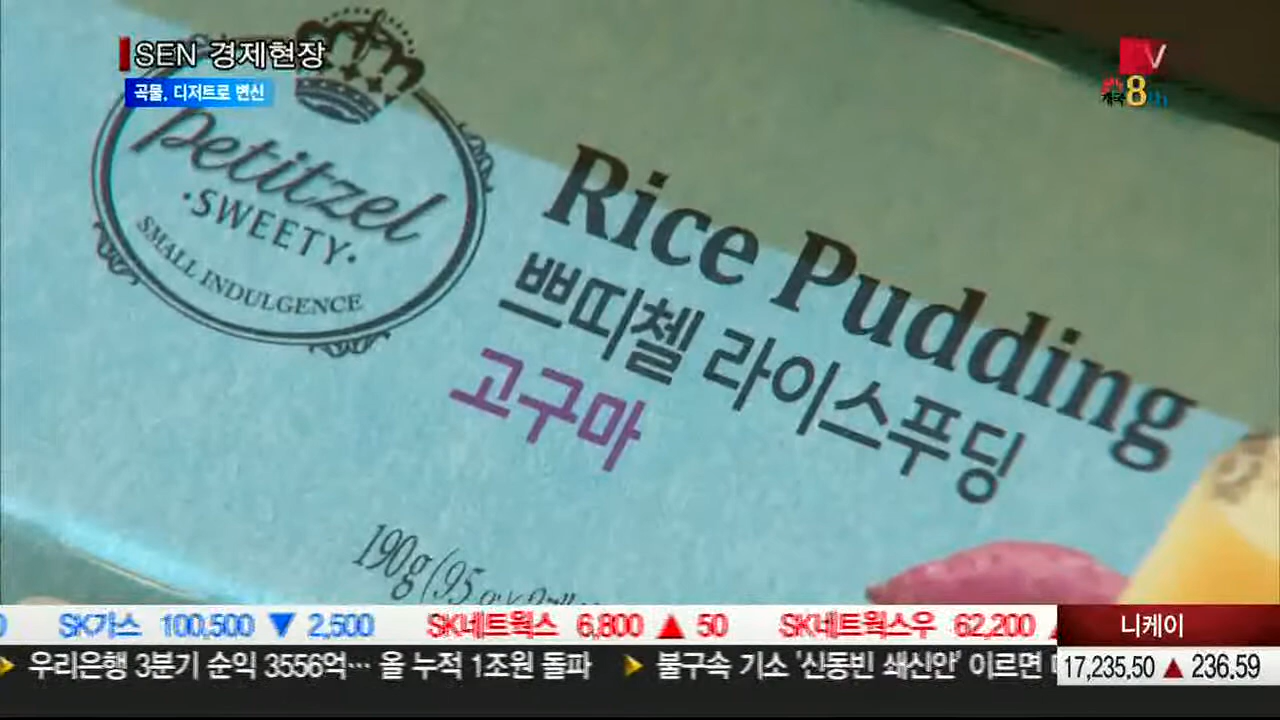 SEN 경제현장
곡물, 디저트로 변신
V
개국 8
petitzel
·SWEETY·
SMALL INDULGENCE
Rice Pudding
쁘띠첼 라이스푸딩
고구마
190g(95
SK가스 100,500 ▼ 2,500 SK네트웍스 6,800 ▲ 50 SK네트웍스우 62,200
니케이
우리은행 3분기 순익 3556억… 올 누적 1조원 돌파 불구속 기소 '신동빈 쇄신안' 이르면
17,235.50 ▲ 236.59